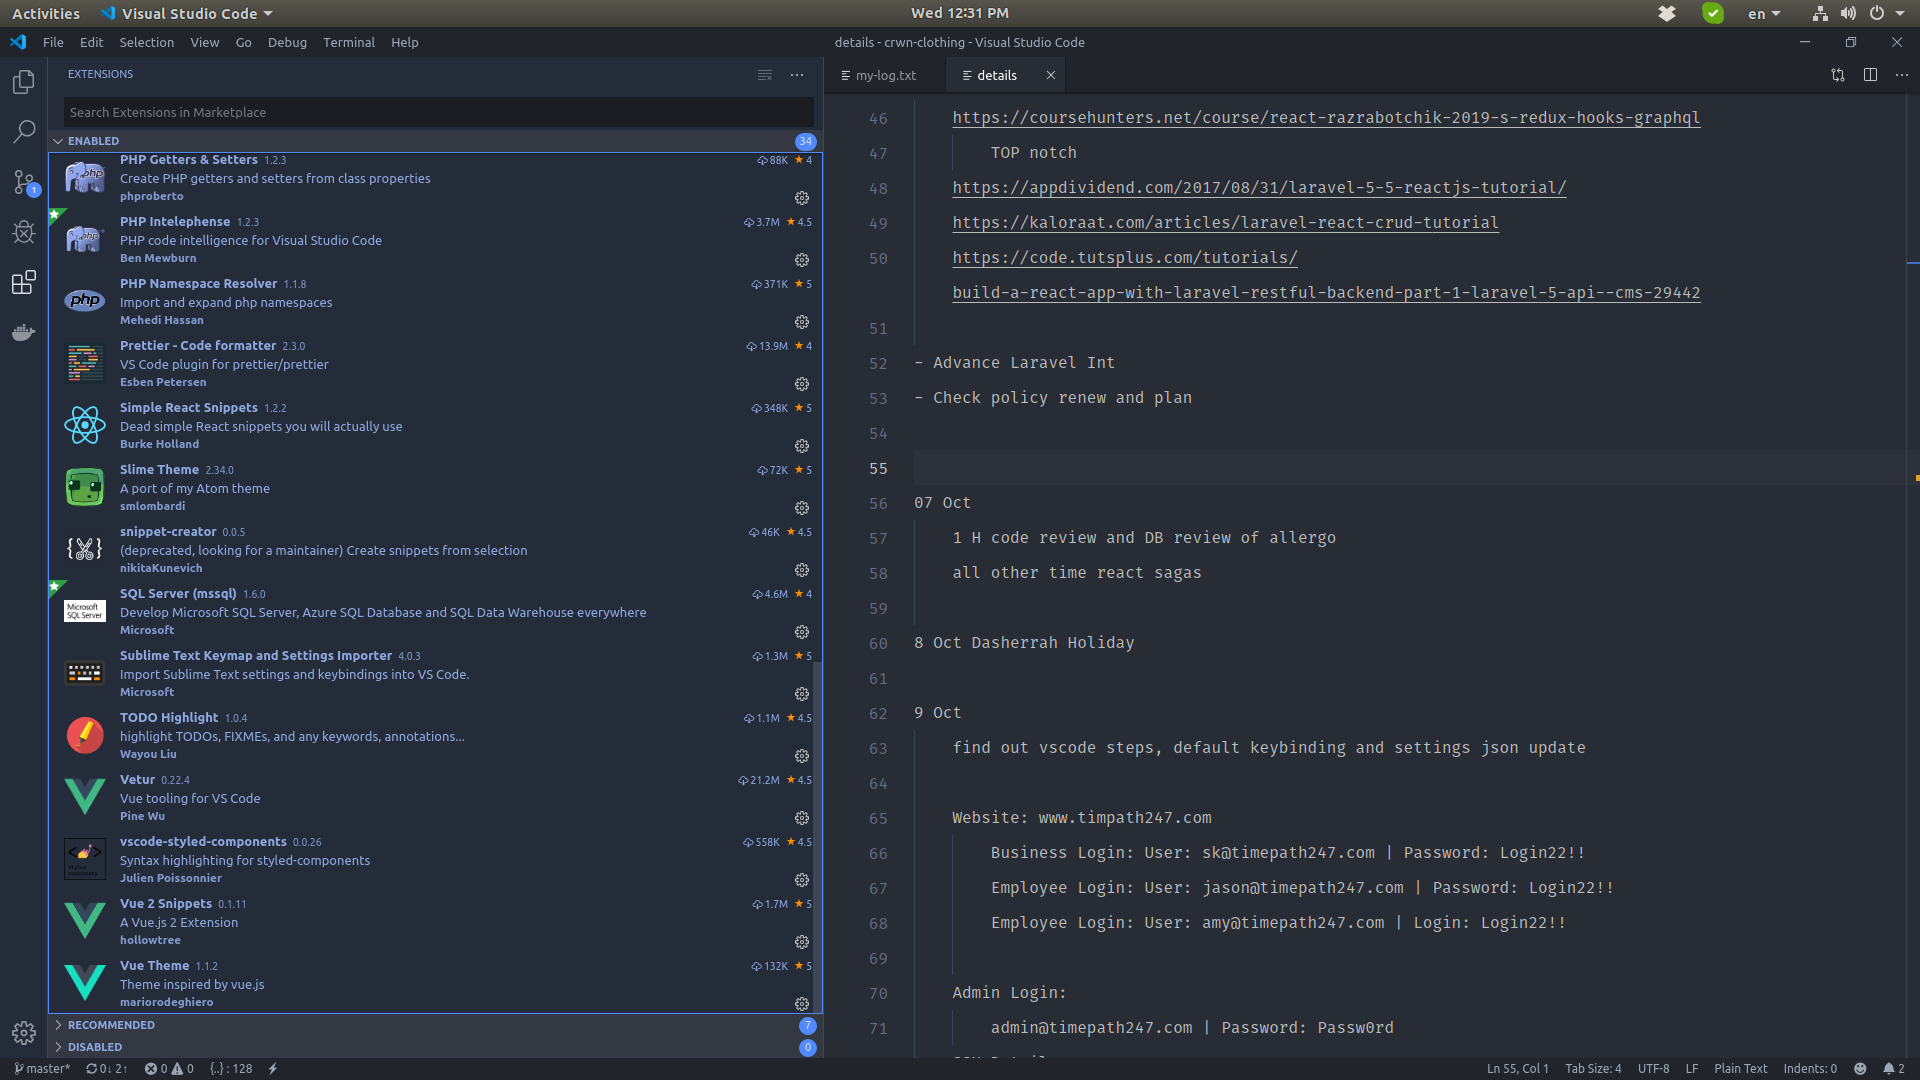 Activities
Visual Studio Code
Wed 12:31 PM
en
File Edit Selection View Go Debug Terminal Help
details - crwn-clothing - Visual Studio Code
EXTENSIONS
Search Extensions in Marketplace
ENABLED 34
PHP Getters & Setters 1.2.3 88K 4
Create PHP getters and setters from class properties
phproberto
PHP Intelephense 1.2.3 3.7M 4.5
PHP code intelligence for Visual Studio Code
Ben Mewburn
PHP Namespace Resolver 1.1.8 371K 5
Import and expand php namespaces
Mehedi Hassan
Prettier - Code formatter 2.3.0 13.9M 4
VS Code plugin for prettier/prettier
Esben Petersen
Simple React Snippets 1.2.2 348K 5
Dead simple React snippets you will actually use
Burke Holland
Slime Theme 2.34.0 72K 5
A port of my Atom theme
smlombardi
snippet-creator 0.0.5 46K 4.5
(deprecated, looking for a maintainer) Create snippets from selection
nikitaKunevich
SQL Server (mssql) 1.6.0 4.6M 4
Microsoft
SQL Server
Develop Microsoft SQL Server, Azure SQL Database and SQL Data Warehouse everywhere
Microsoft
Sublime Text Keymap and Settings Importer 4.0.3 1.3M 5
Import Sublime Text settings and keybindings into VS Code.
Microsoft
TODO Highlight 1.0.4 1.1M 4.5
highlight TODOs, FIXMEs, and any keywords, annotations...
Wayou Liu
Vetur 0.22.4 21.2M 4.5
Vue tooling for VS Code
Pine Wu
vscode-styled-components 0.0.26 558K 4.5
Syntax highlighting for styled-components
Julien Poissonnier
Vue 2 Snippets 0.1.11 1.7M 5
A Vue.js 2 Extension
hollowtree
Vue Theme 1.1.2 132K 5
Theme inspired by vue.js
mariorodeghiero
RECOMMENDED 7
DISABLED 0
my-log.txt
details
46 https://coursehunters.net/course/react-razrabotchik-2019-s-redux-hooks-graphql
47 TOP notch
48 https://appdividend.com/2017/08/31/laravel-5-5-reactjs-tutorial/
49 https://kaloraat.com/articles/laravel-react-crud-tutorial
50 https://code.tutsplus.com/tutorials/
build-a-react-app-with-laravel-restful-backend-part-1-laravel-5-api--cms-29442
51
52 - Advance Laravel Int
53 - Check policy renew and plan
54
55
56 07 Oct
57 1 H code review and DB review of allergo
58 all other time react sagas
59
60 8 Oct Dasherrah Holiday
61
62 9 Oct
63 find out vscode steps, default keybinding and settings json update
64
65 Website: www.timpath247.com
66 Business Login: User: sk@timepath247.com | Password: Login22!!
67 Employee Login: User: jason@timepath247.com | Password: Login22!!
68 Employee Login: User: amy@timepath247.com | Login: Login22!!
69
70 Admin Login:
71 admin@timepath247.com | Password: Passw0rd
master* 0↓ 2↑ 0 0 {..} : 128
Ln 55, Col 1 Tab Size: 4 UTF-8 LF Plain Text Indents: 0 2